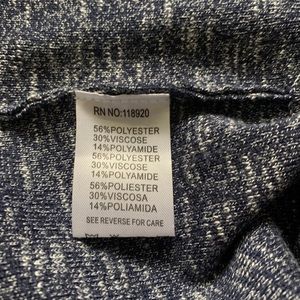 RN NO:118920
56%POLYESTER
30%VISCOSE
14%POLYAMIDE
56%POLYESTER
30%VISCOSE
14%POLYAMIDE
56%POLIESTER
30%VISCOSA
14%POLIAMIDA
SEE REVERSE FOR CARE